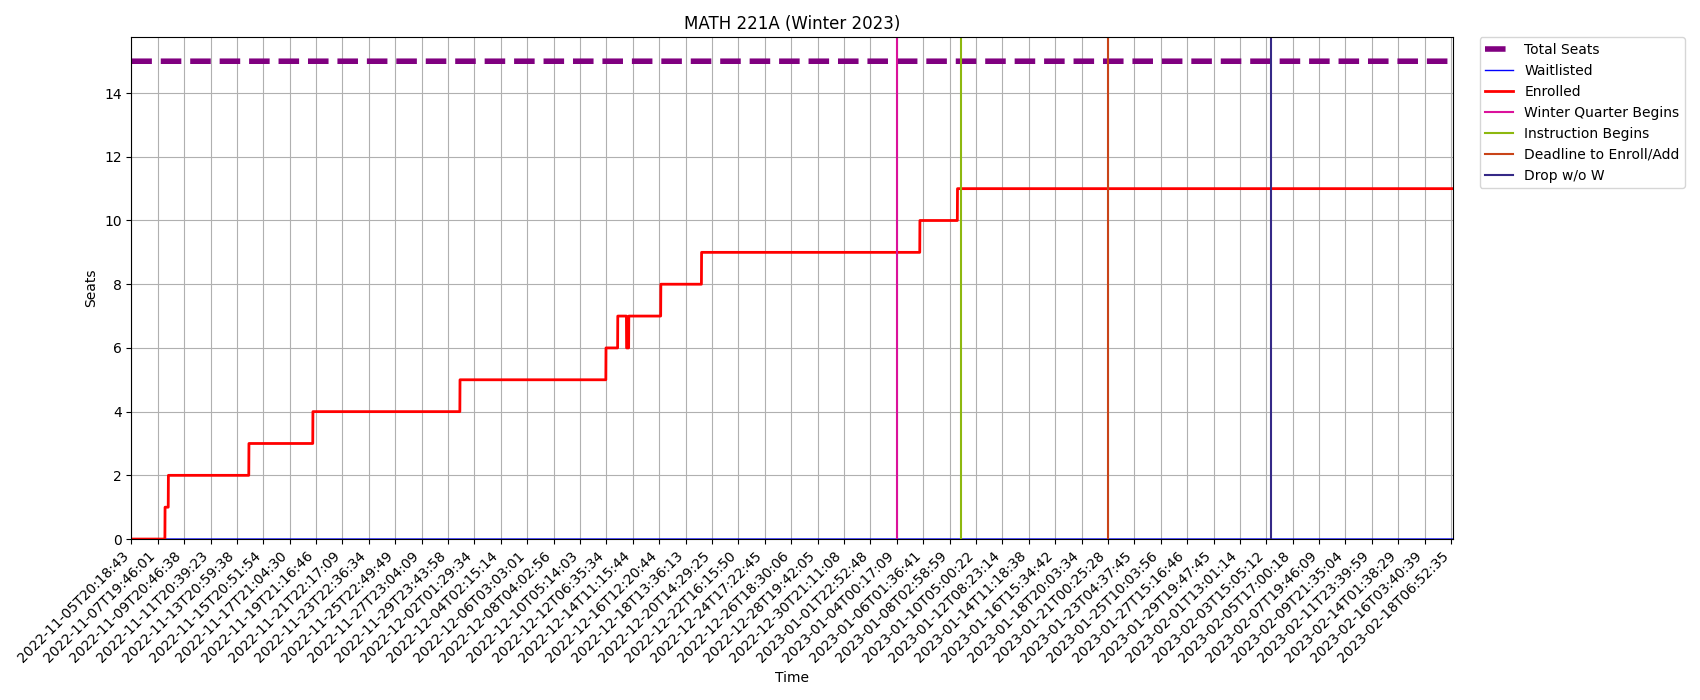 MATH 221A (Winter 2023)
Total Seats
Waitlisted
Enrolled
Winter Quarter Begins
Instruction Begins
Deadline to Enroll/Add
Drop w/o W
Seats
14
12
10
8
6
4
2
0
2022-11-05T20:18:43
2022-11-07T19:46:01
2022-11-09T20:46:38
2022-11-11T20:39:23
2022-11-13T20:59:38
2022-11-15T20:51:54
2022-11-17T21:04:30
2022-11-19T21:16:46
2022-11-21T22:17:09
2022-11-23T22:36:34
2022-11-25T22:49:49
2022-11-27T23:04:09
2022-11-29T23:43:58
2022-12-02T01:29:34
2022-12-04T02:15:14
2022-12-06T03:03:01
2022-12-08T04:02:56
2022-12-10T05:14:03
2022-12-12T06:35:34
2022-12-14T11:15:44
2022-12-16T12:20:44
2022-12-18T13:36:13
2022-12-20T14:29:25
2022-12-22T16:15:50
2022-12-24T17:22:45
2022-12-26T18:30:06
2022-12-28T19:42:05
2022-12-30T21:11:08
2023-01-01T22:52:48
2023-01-04T00:17:09
2023-01-06T01:36:41
2023-01-08T02:58:59
2023-01-10T05:00:22
2023-01-12T08:23:14
2023-01-14T11:18:38
2023-01-16T15:34:42
2023-01-18T20:03:34
2023-01-21T00:25:28
2023-01-23T04:37:45
2023-01-25T10:03:56
2023-01-27T15:16:46
2023-01-29T19:47:45
2023-02-01T13:01:14
2023-02-03T15:05:12
2023-02-05T17:00:18
2023-02-07T19:46:09
2023-02-09T21:35:04
2023-02-11T23:39:59
2023-02-14T01:38:29
2023-02-16T03:40:39
2023-02-18T06:52:35
Time